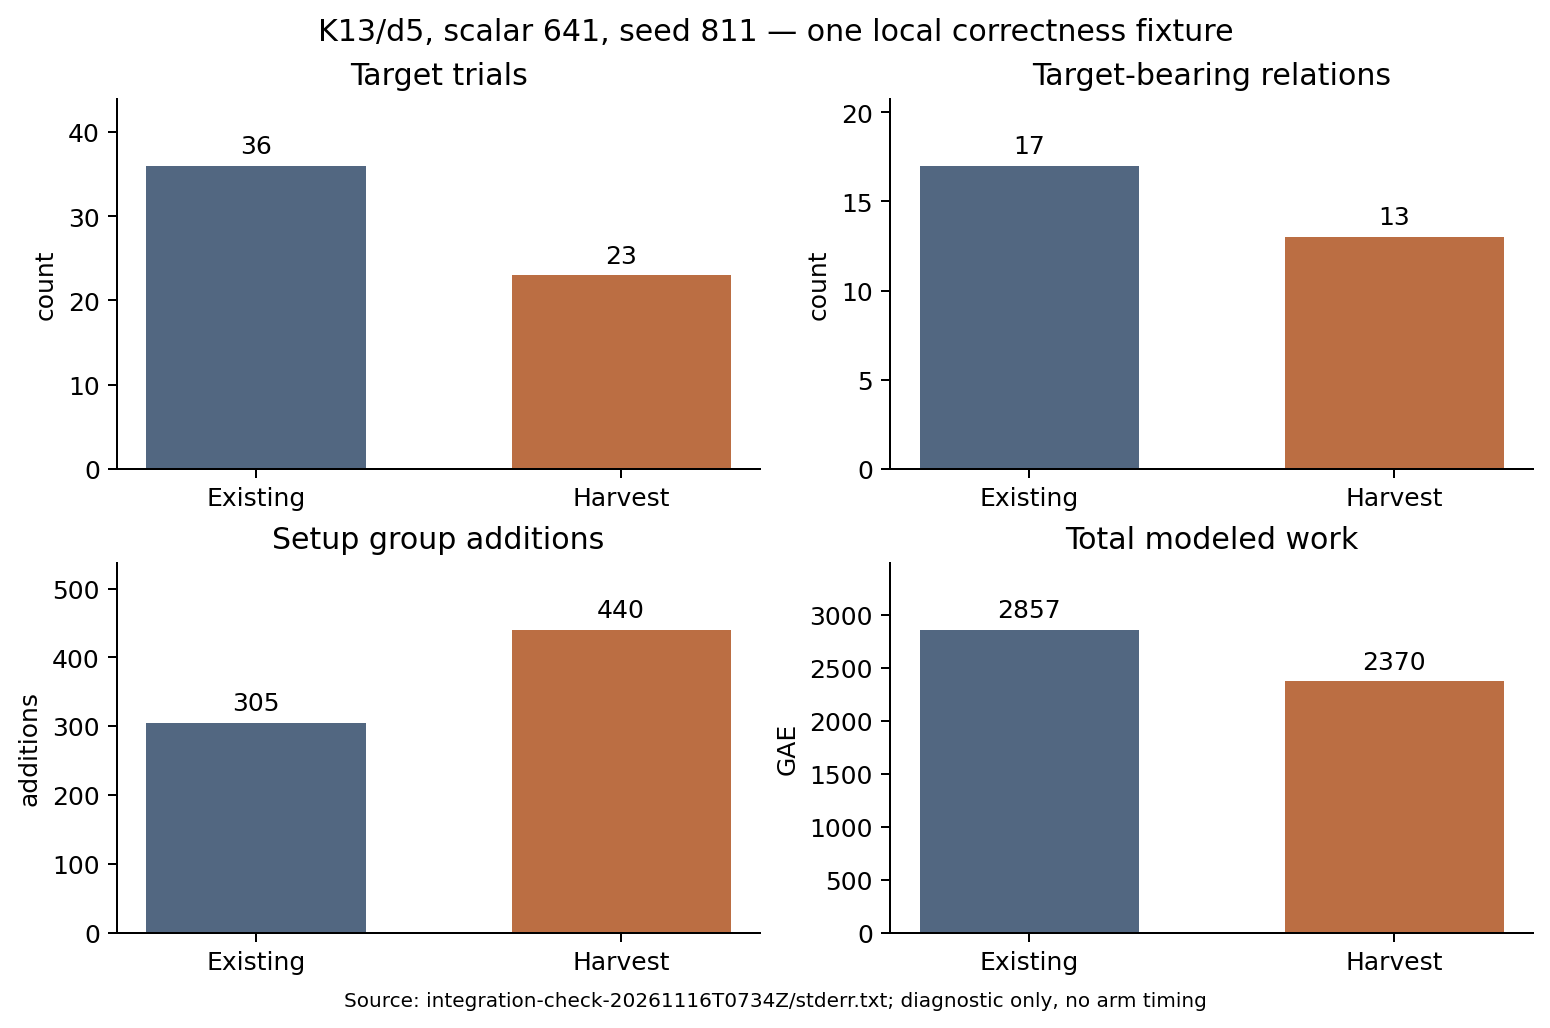 K13/d5, scalar 641, seed 811 — one local correctness fixture
Target trials
count
40
30
20
10
0
36
23
Existing
Harvest
Target-bearing relations
count
20
15
10
5
0
17
13
Existing
Harvest
Setup group additions
additions
500
400
300
200
100
0
305
440
Existing
Harvest
Total modeled work
GAE
3000
2500
2000
1500
1000
500
0
2857
2370
Existing
Harvest
Source: integration-check-20261116T0734Z/stderr.txt; diagnostic only, no arm timing